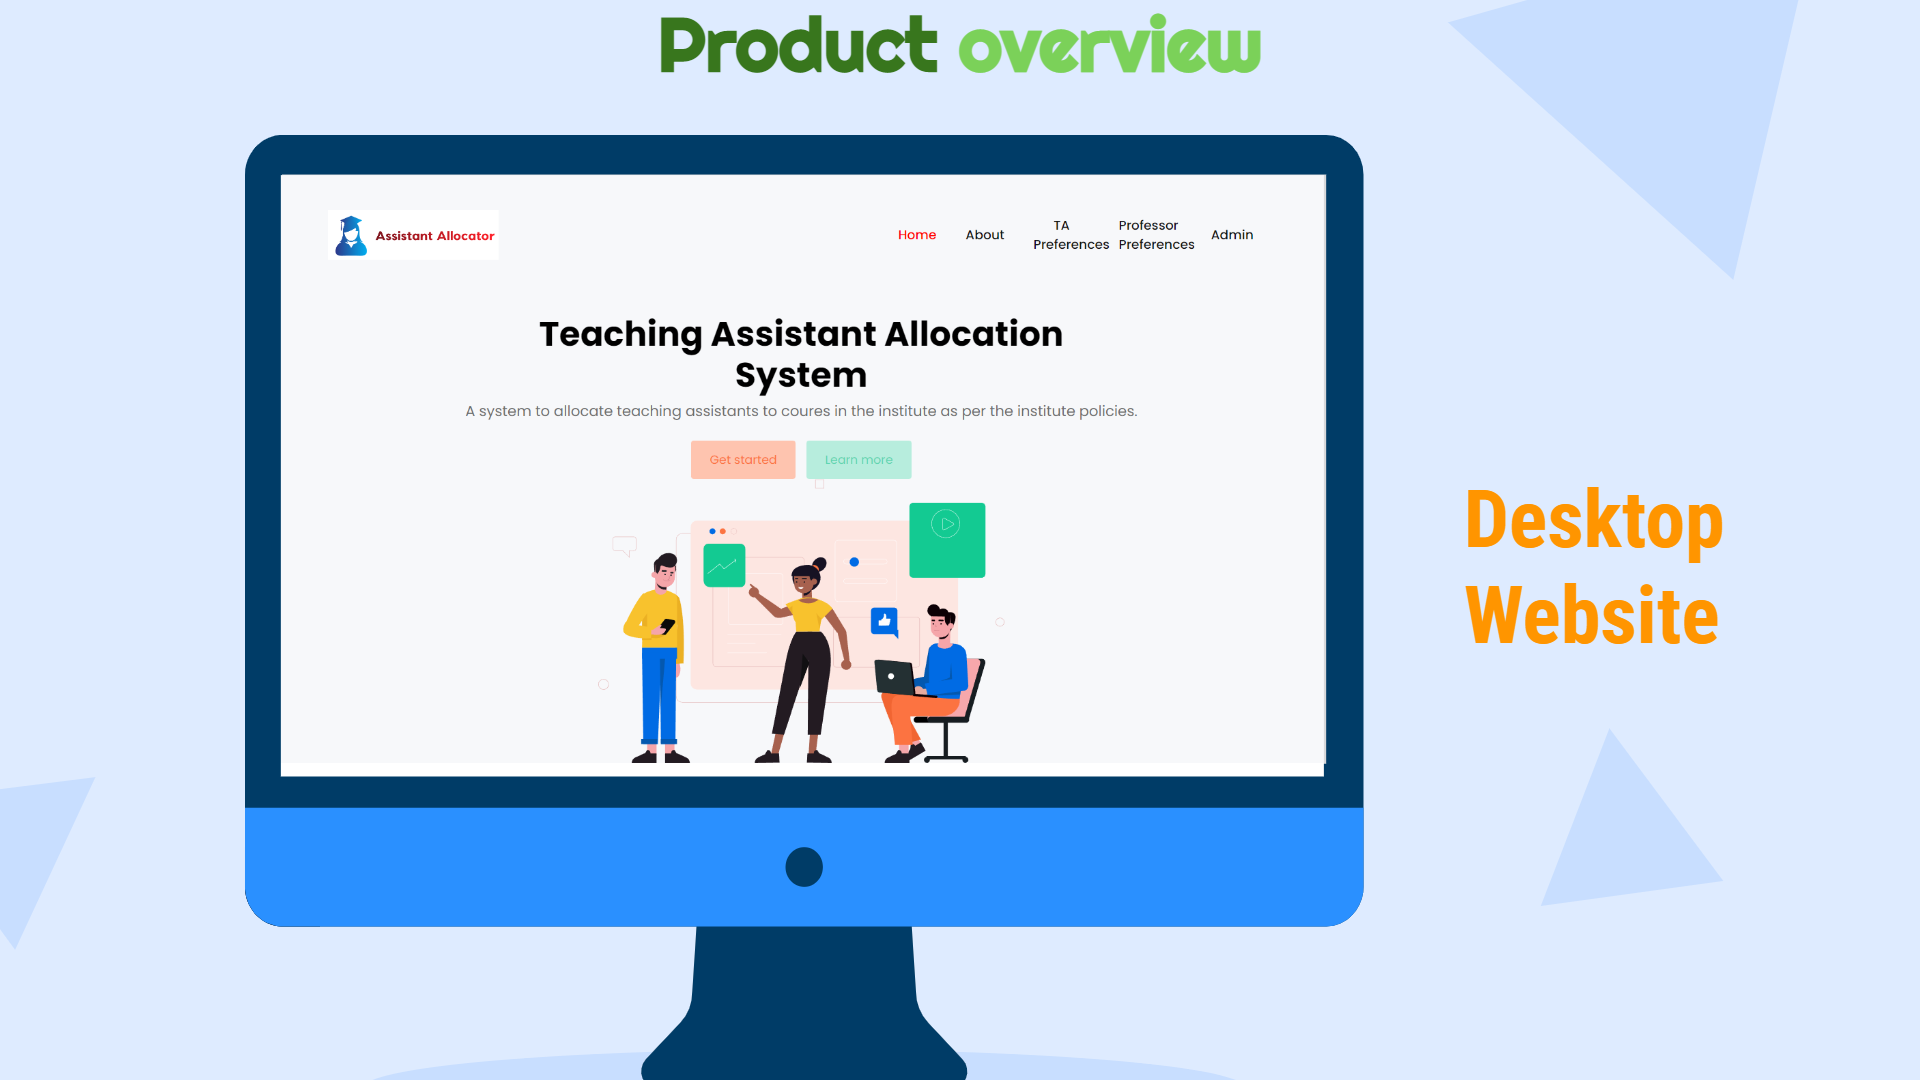 Product overview
Assistant Allocator
Home About TA Preferences Professor Preferences Admin
Teaching Assistant Allocation
System
A system to allocate teaching assistants to coures in the institute as per the institute policies.
Get started Learn more
Desktop
Website